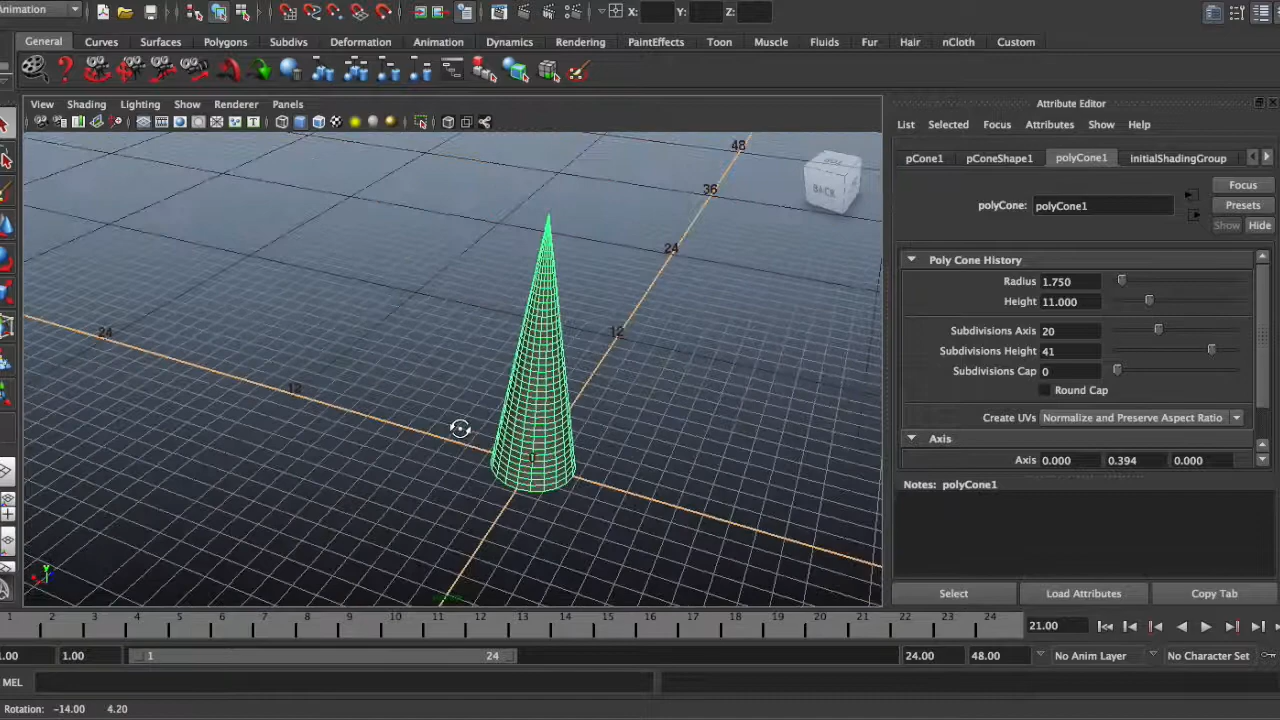 Animation
X:
Y:
Z:
General Curves Surfaces Polygons Subdivs Deformation Animation Dynamics Rendering PaintEffects Toon Muscle Fluids Fur Hair nCloth Custom
View Shading Lighting Show Renderer Panels
Attribute Editor
List Selected Focus Attributes Show Help
pCone1 pConeShape1 polyCone1 initialShadingGroup
polyCone: polyCone1
Focus
Presets
Show Hide
Poly Cone History
Radius 1.750
Height 11.000
Subdivisions Axis 20
Subdivisions Height 41
Subdivisions Cap 0
Round Cap
Create UVs Normalize and Preserve Aspect Ratio
Axis
Axis 0.000 0.394 0.000
Notes: polyCone1
Select Load Attributes Copy Tab
48
36
24
12
24
12
BACK
y
1 2 3 4 5 6 7 8 9 10 11 12 13 14 15 16 17 18 19 20 21 22 23 24
21.00
1.00 1.00 1 24 24.00 48.00 No Anim Layer No Character Set
MEL
Rotation: -14.00 4.20